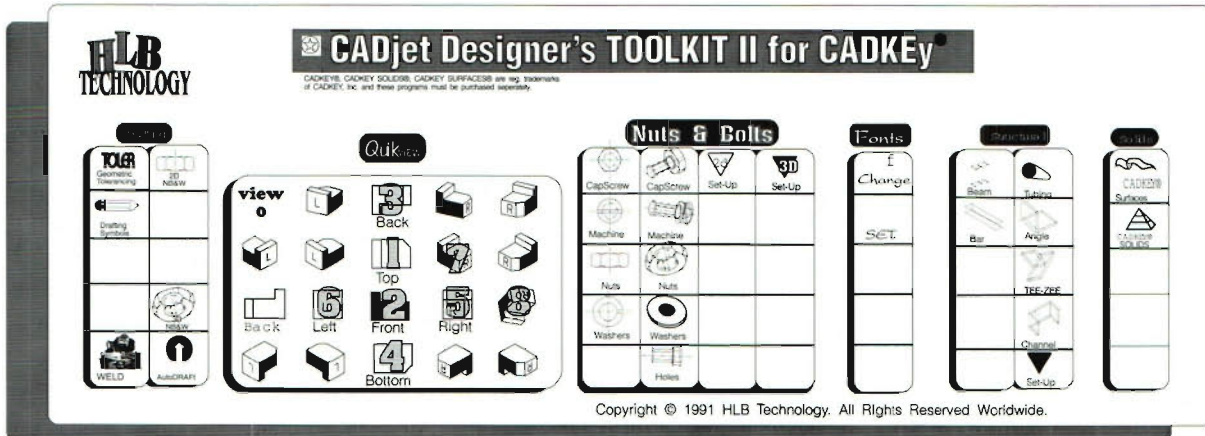 HLB
TECHNOLOGY
CADjet Designer's TOOLKIT II for CADKEy
CADKEY®, CADKEY SOLIDS®, CADKEY SURFACES® are reg. trademarks
of CADKEY, Inc. and these programs must be purchased seperately.
TOLER
Geometric
Tolerancing
2D
NB&W
Drafting
Symbols
NB&W
WELD
AutoDRAFT
Quik
view
0
L
3
Back
R
R
L
L
1
Top
7
R
Back
6
Left
2
Front
5
Right
8
4
Bottom
Nuts & Bolts
CapScrew
CapScrew
2d
Set-Up
3D
Set-Up
Machine
Machine
Nuts
Nuts
Washers
Washers
Holes
Fonts
f
Change
SET
Structural
Beam
Tubing
Bar
Angle
TEE-ZEE
Channel
Set-Up
Solids
CADKEY®
Surfaces
CADKEY®
SOLIDS
Copyright © 1991 HLB Technology. All Rights Reserved Worldwide.